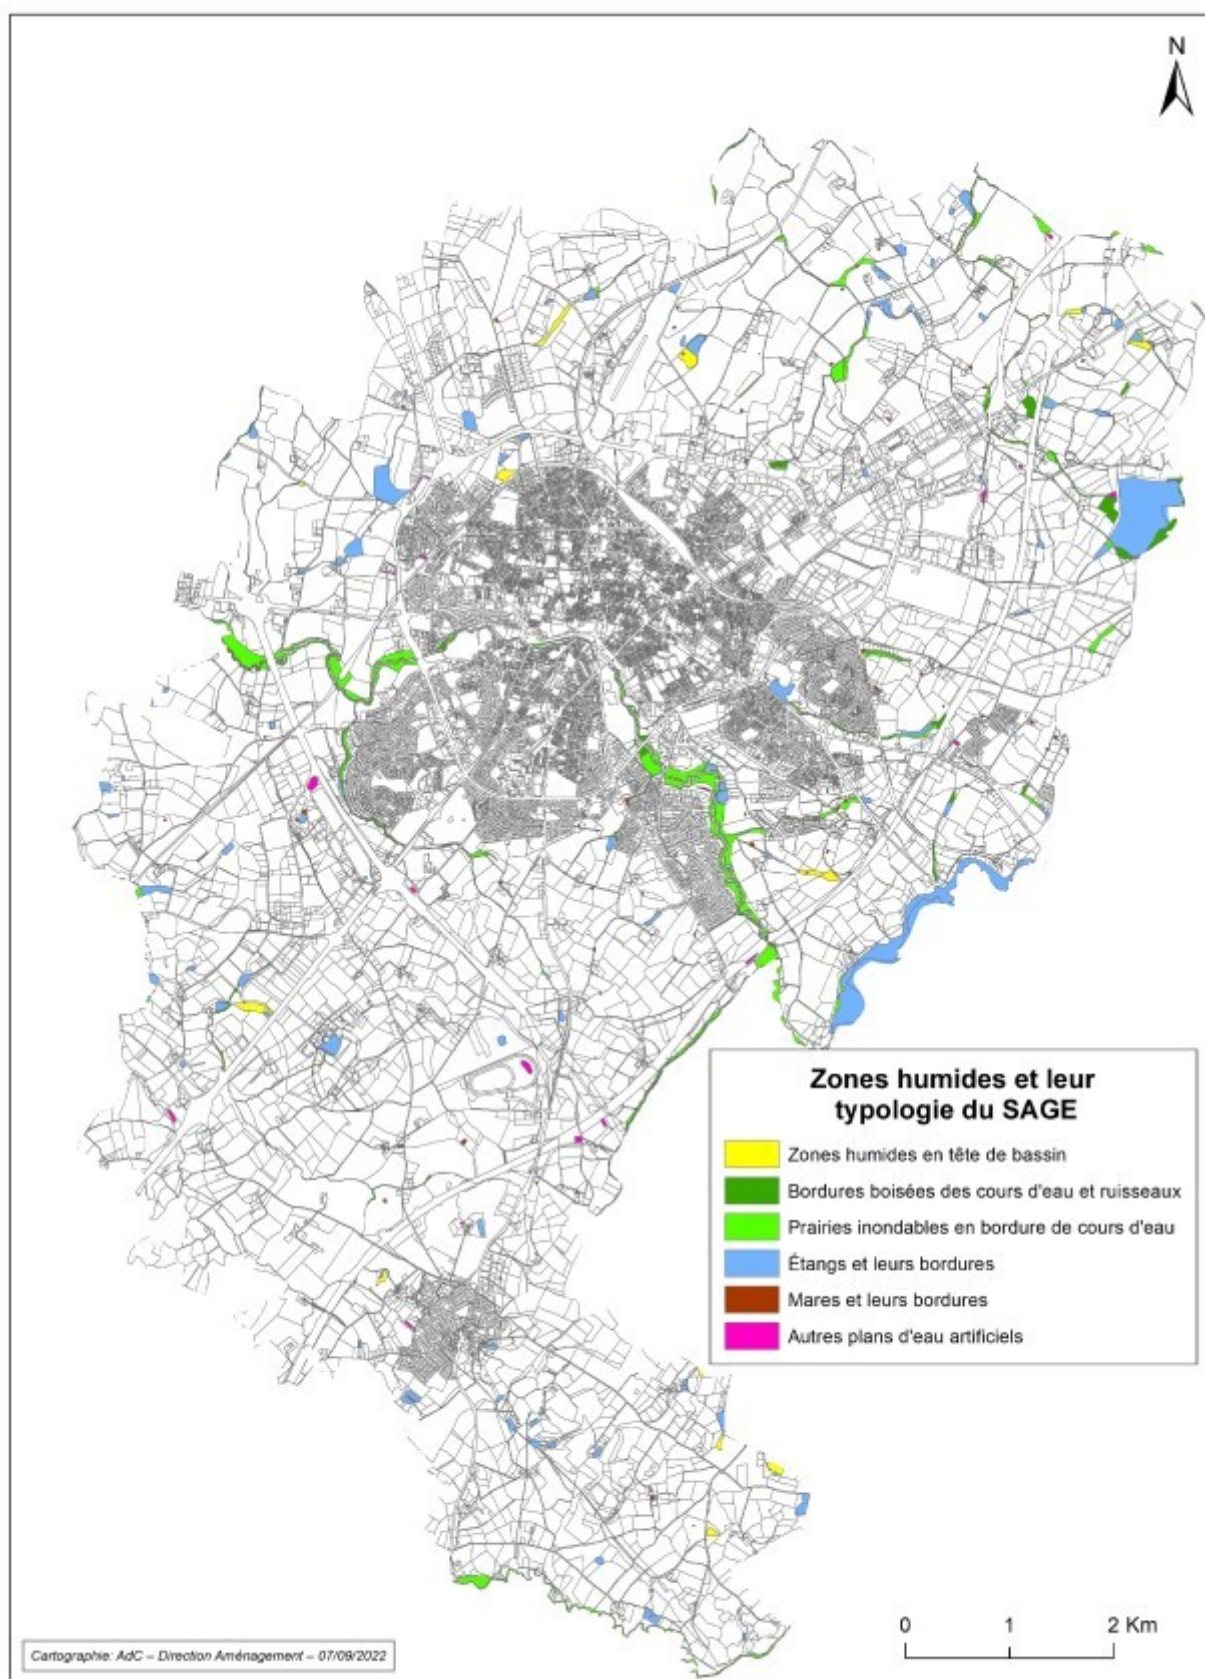 N
Zones humides et leur
typologie du SAGE
Zones humides en tête de bassin
Bordures boisées des cours d'eau et ruisseaux
Prairies inondables en bordure de cours d'eau
Étangs et leurs bordures
Mares et leurs bordures
Autres plans d'eau artificiels
0 1 2 Km
Cartographie: AdC – Direction Aménagement – 07/09/2022